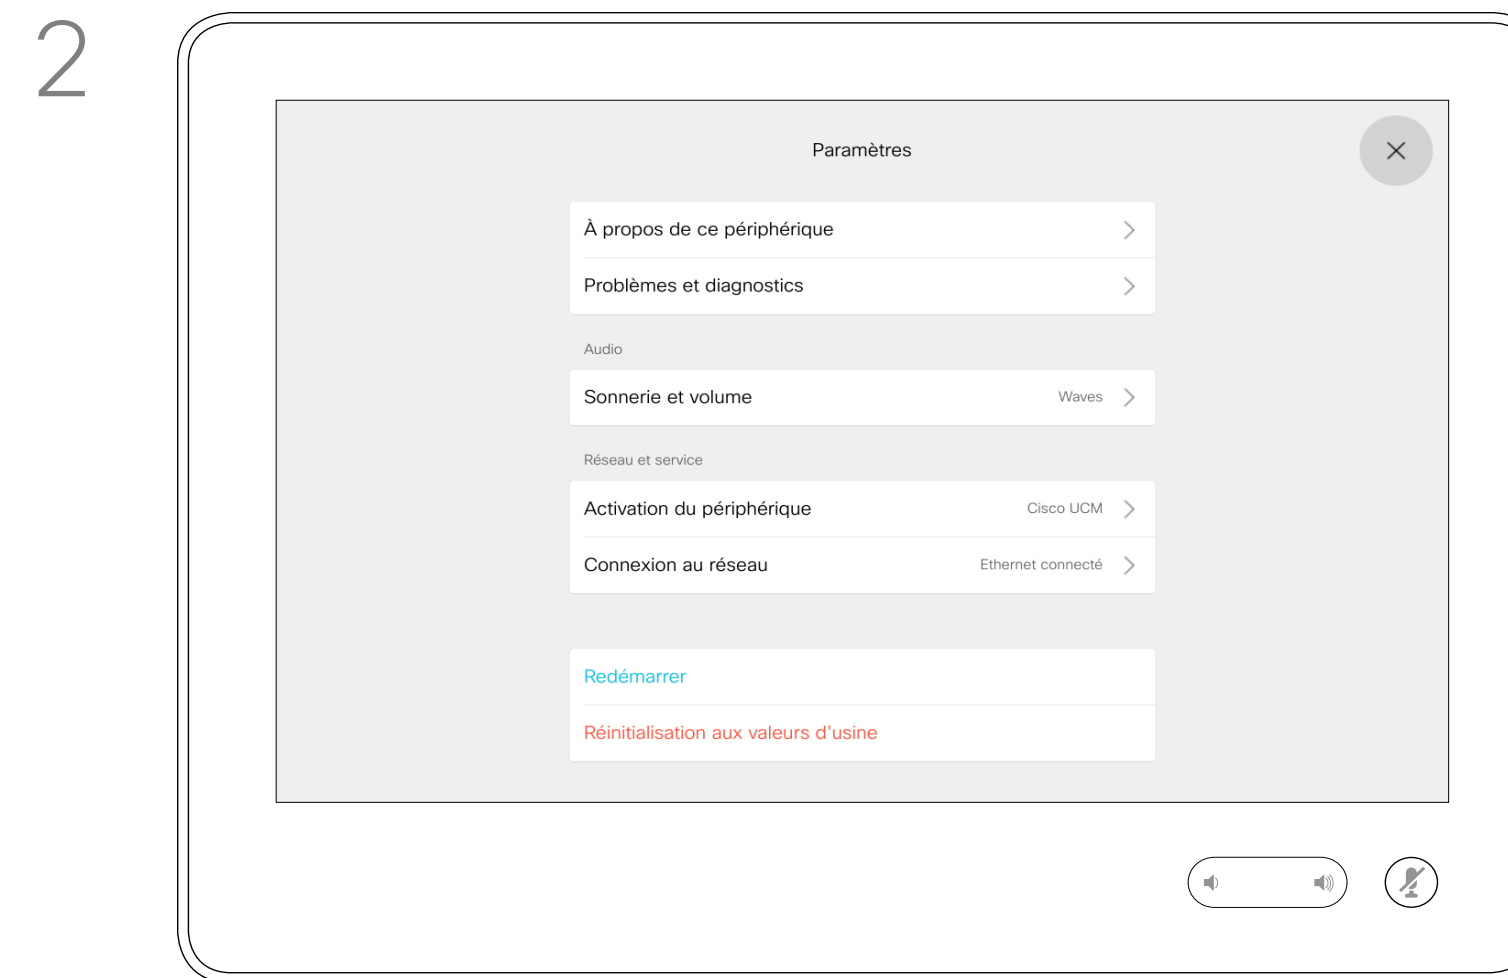 2
Paramètres
À propos de ce périphérique
Problèmes et diagnostics
Audio
Sonnerie et volume Waves
Réseau et service
Activation du périphérique Cisco UCM
Connexion au réseau Ethernet connecté
Redémarrer
Réinitialisation aux valeurs d'usine